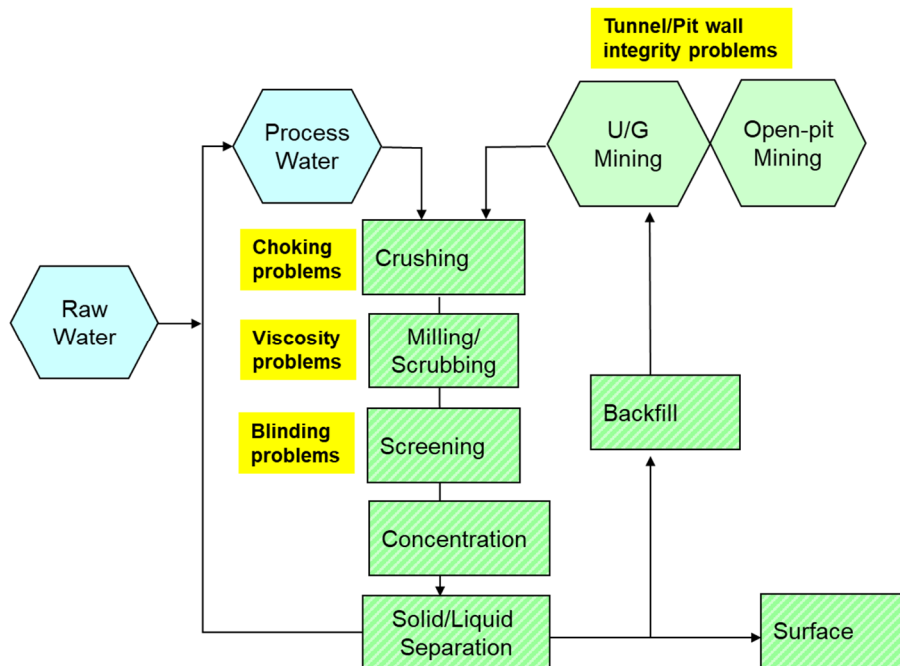 Tunnel/Pit wall
integrity problems
Process
Water
U/G
Mining
Open-pit
Mining
Choking
problems
Crushing
Raw
Water
Viscosity
problems
Milling/
Scrubbing
Blinding
problems
Screening
Backfill
Concentration
Solid/Liquid
Separation
Surface